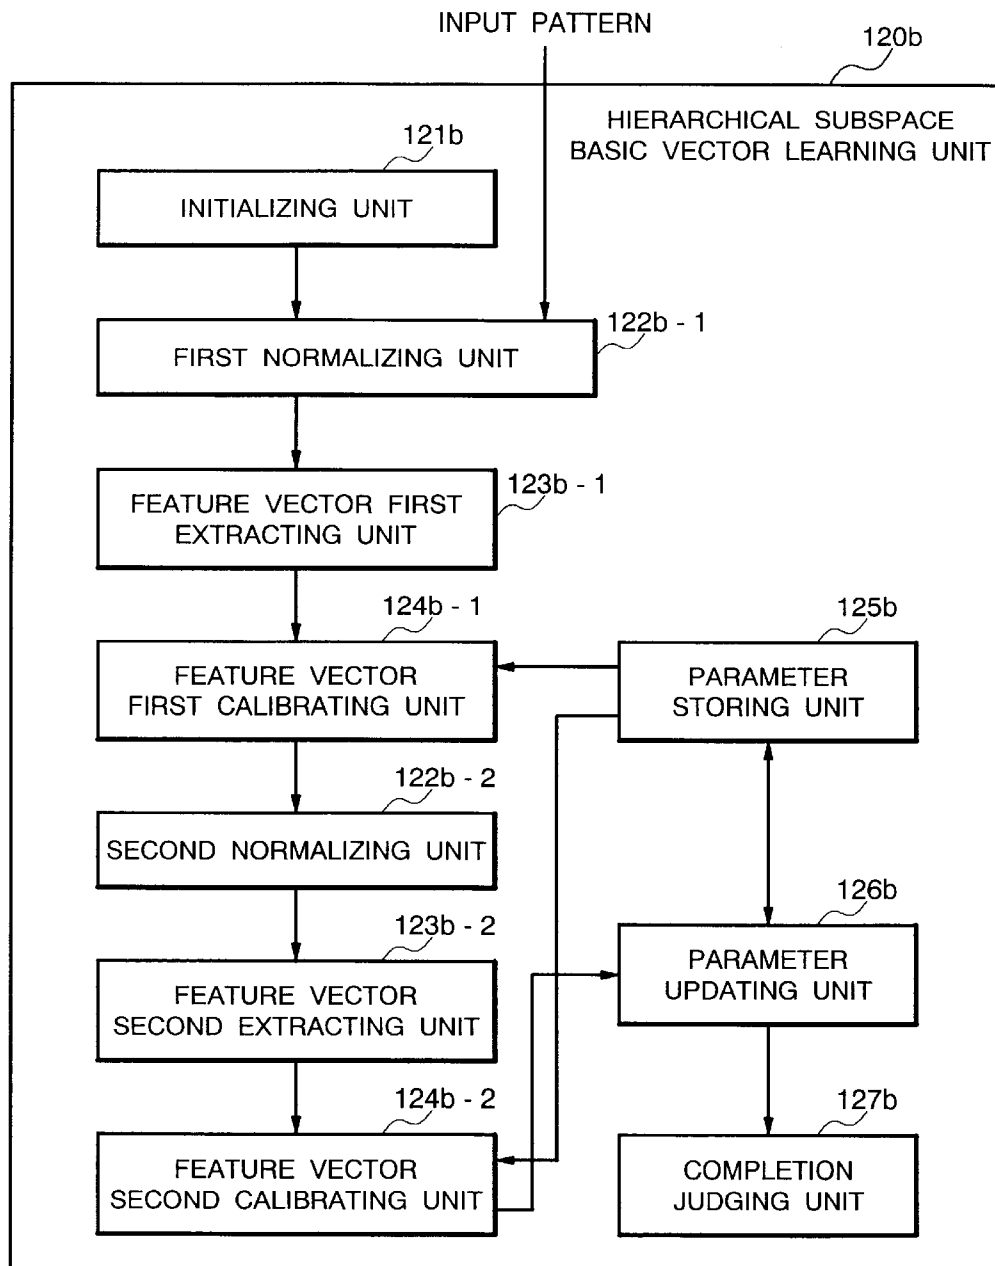 INPUT PATTERN
120b
HIERARCHICAL SUBSPACE
BASIC VECTOR LEARNING UNIT
121b
INITIALIZING UNIT
122b - 1
FIRST NORMALIZING UNIT
123b - 1
FEATURE VECTOR FIRST
EXTRACTING UNIT
124b - 1
FEATURE VECTOR
FIRST CALIBRATING UNIT
125b
PARAMETER
STORING UNIT
122b - 2
SECOND NORMALIZING UNIT
123b - 2
FEATURE VECTOR
SECOND EXTRACTING UNIT
126b
PARAMETER
UPDATING UNIT
124b - 2
FEATURE VECTOR
SECOND CALIBRATING UNIT
127b
COMPLETION
JUDGING UNIT